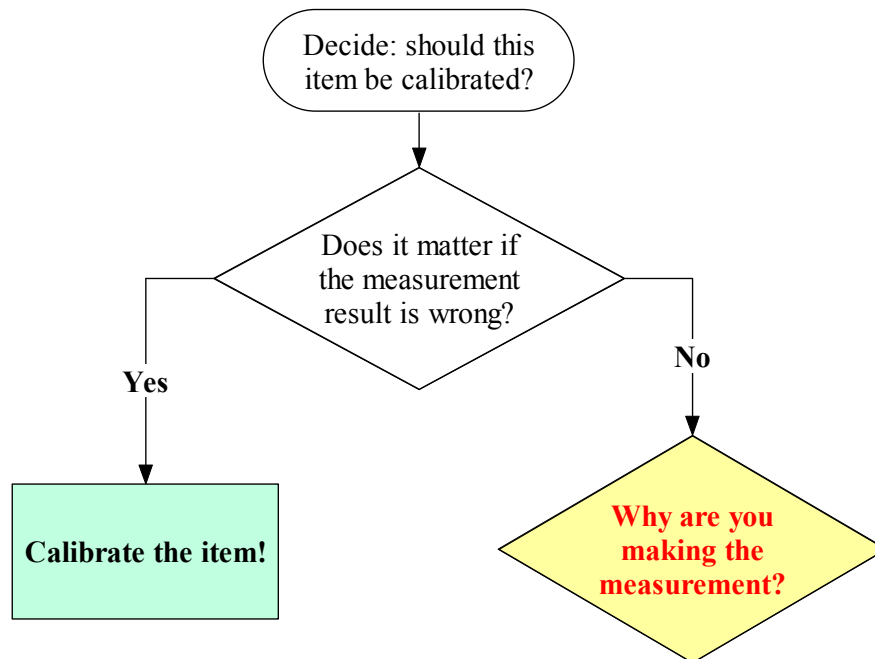 Decide: should this
item be calibrated?
Does it matter if
the measurement
result is wrong?
Yes
No
Calibrate the item!
Why are you
making the
measurement?